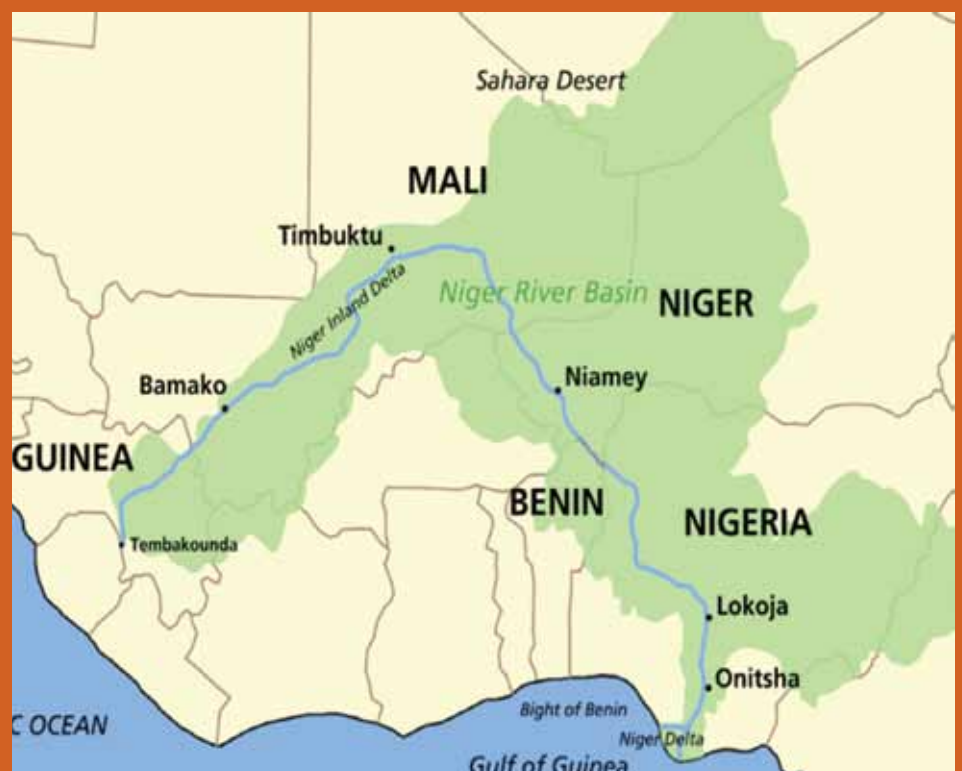 Sahara Desert
MALI
Timbuktu
Niger Inland Delta
Niger River Basin
NIGER
Bamako
Niamey
GUINEA
BENIN
NIGERIA
Tembakounda
Lokoja
Onitsha
C OCEAN
Bight of Benin
Niger Delta
Gulf of Guinea